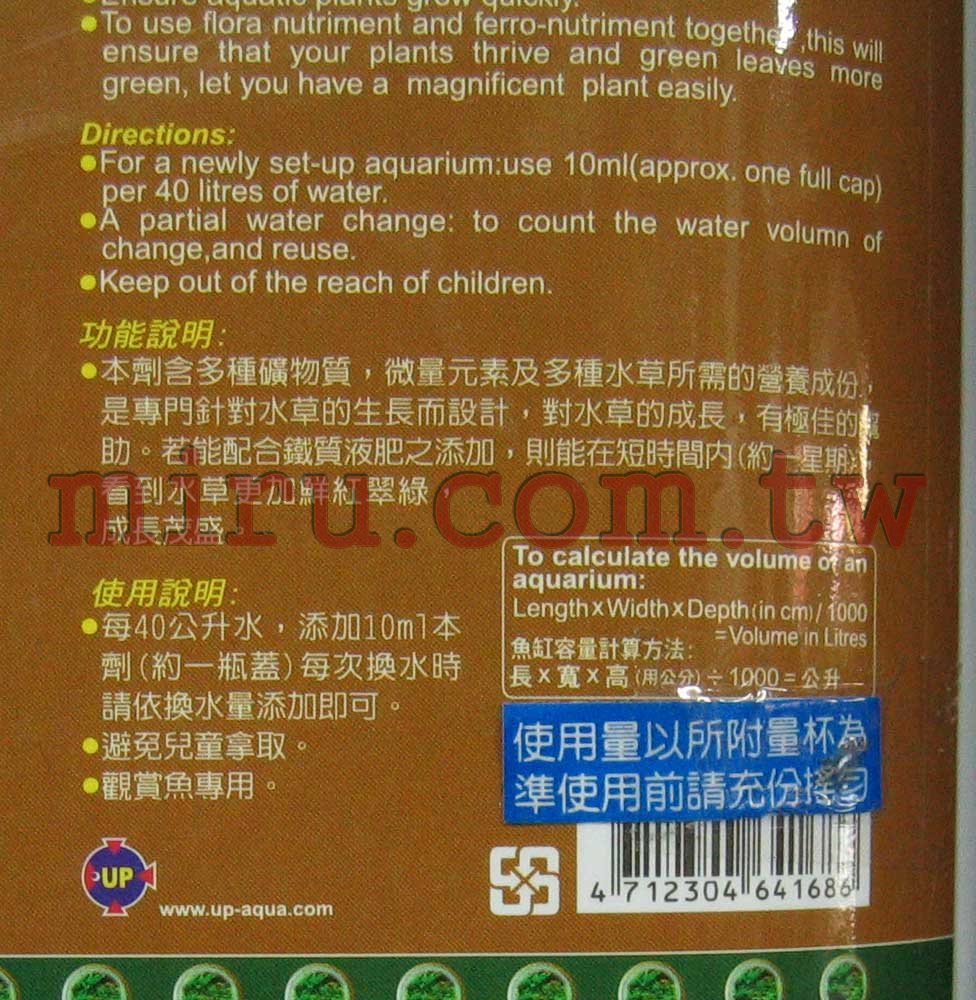 Ensure aquatic plants grow quickly.
●To use flora nutriment and ferro-nutriment together,this will
ensure that your plants thrive and green leaves more
green, let you have a magnificent plant easily.
Directions:
●For a newly set-up aquarium:use 10ml(approx. one full cap)
per 40 litres of water.
●A partial water change: to count the water volumn of
change,and reuse.
●Keep out of the reach of children.
功能說明:
●本劑含多種礦物質,微量元素及多種水草所需的營養成份,
是專門針對水草的生長而設計,對水草的成長,有極佳的幫
助。若能配合鐵質液肥之添加,則能在短時間內(約一星期),
看到水草更加鮮紅翠綠,
成長茂盛。
miru.com.tw
使用說明:
●每40公升水,添加10ml本
劑(約一瓶蓋)每次換水時
請依換水量添加即可。
●避免兒童拿取。
●觀賞魚專用。
To calculate the volume of an
aquarium:
LengthxWidthxDepth(in cm)/1000
=Volume in Litres
魚缸容量計算方法:
長x寬x高(用公分)÷1000=公升
使用量以所附量杯為
準使用前請充份搖
UP
www.up-aqua.com
4 712304 641686